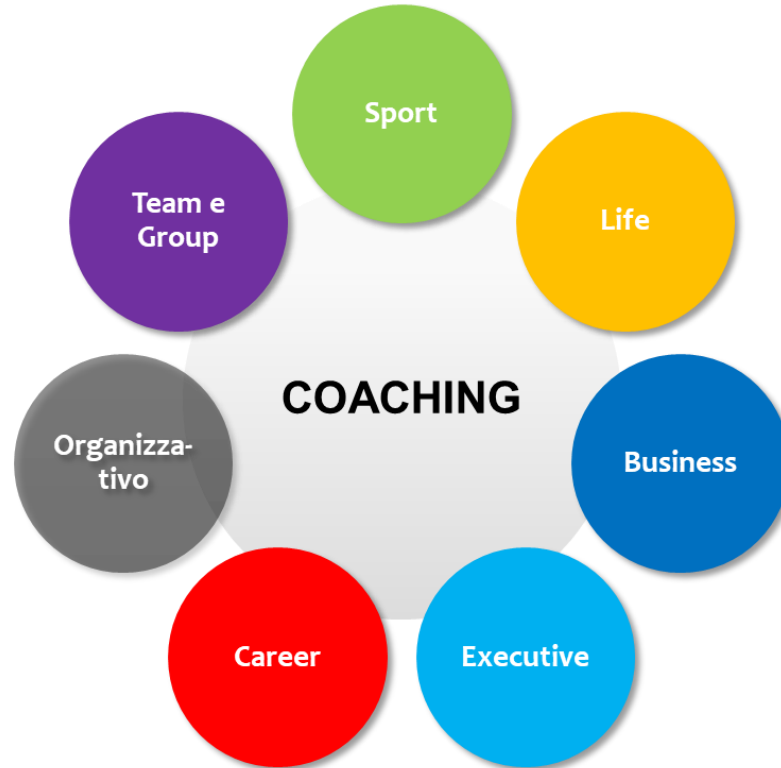 Sport
Team e
Group
Life
COACHING
Organizza-
tivo
Business
Career
Executive